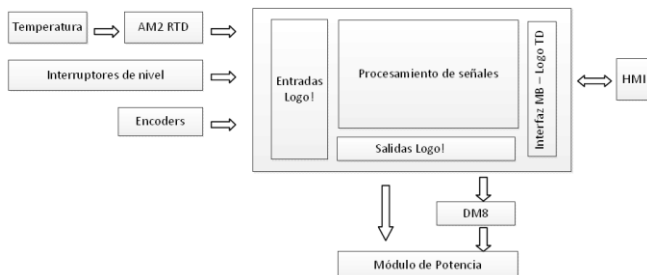 Temperatura
AM2 RTD
Interruptores de nivel
Encoders
Entradas
Logo!
Procesamiento de señales
Salidas Logo!
Interfaz MB – Logo TD
HMI
DM8
Módulo de Potencia